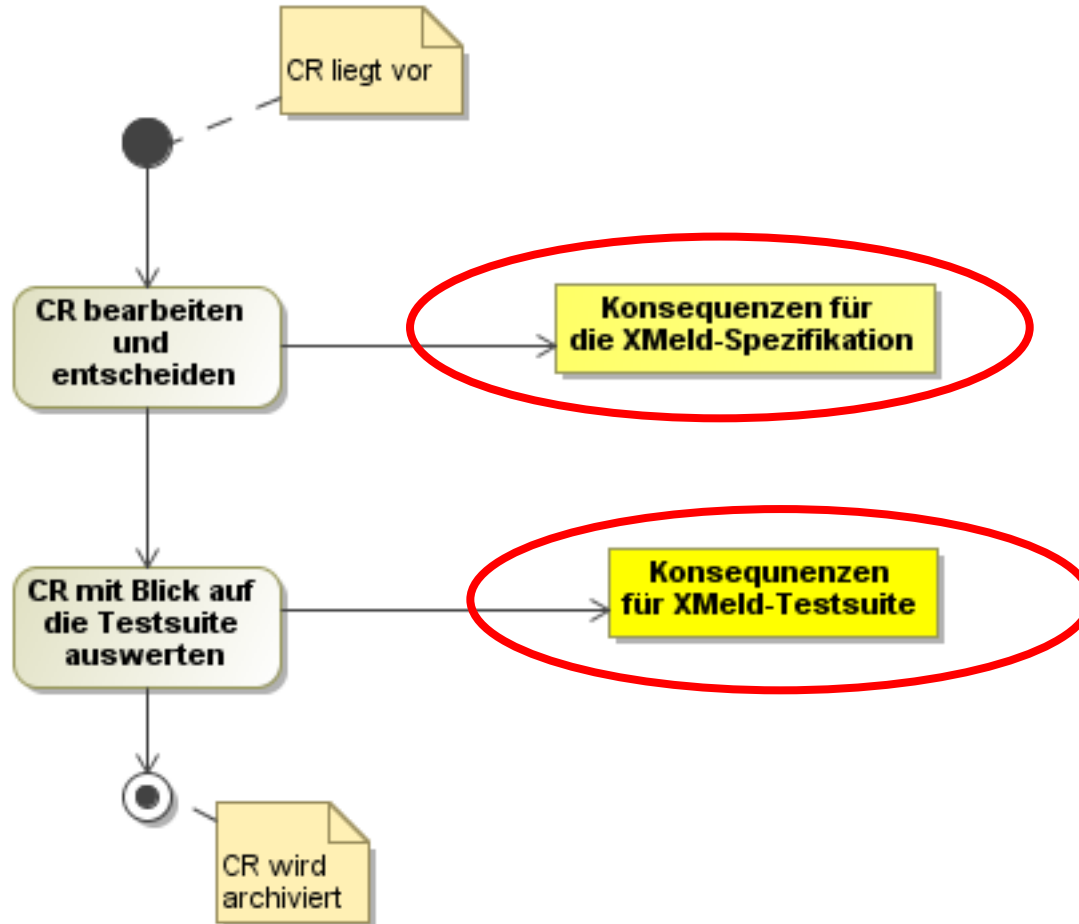 CR liegt vor
CR bearbeiten
und
entscheiden
Konsequenzen für
die XMeld-Spezifikation
CR mit Blick auf
die Testsuite
auswerten
Konsequnenzen
für XMeld-Testsuite
CR wird
archiviert